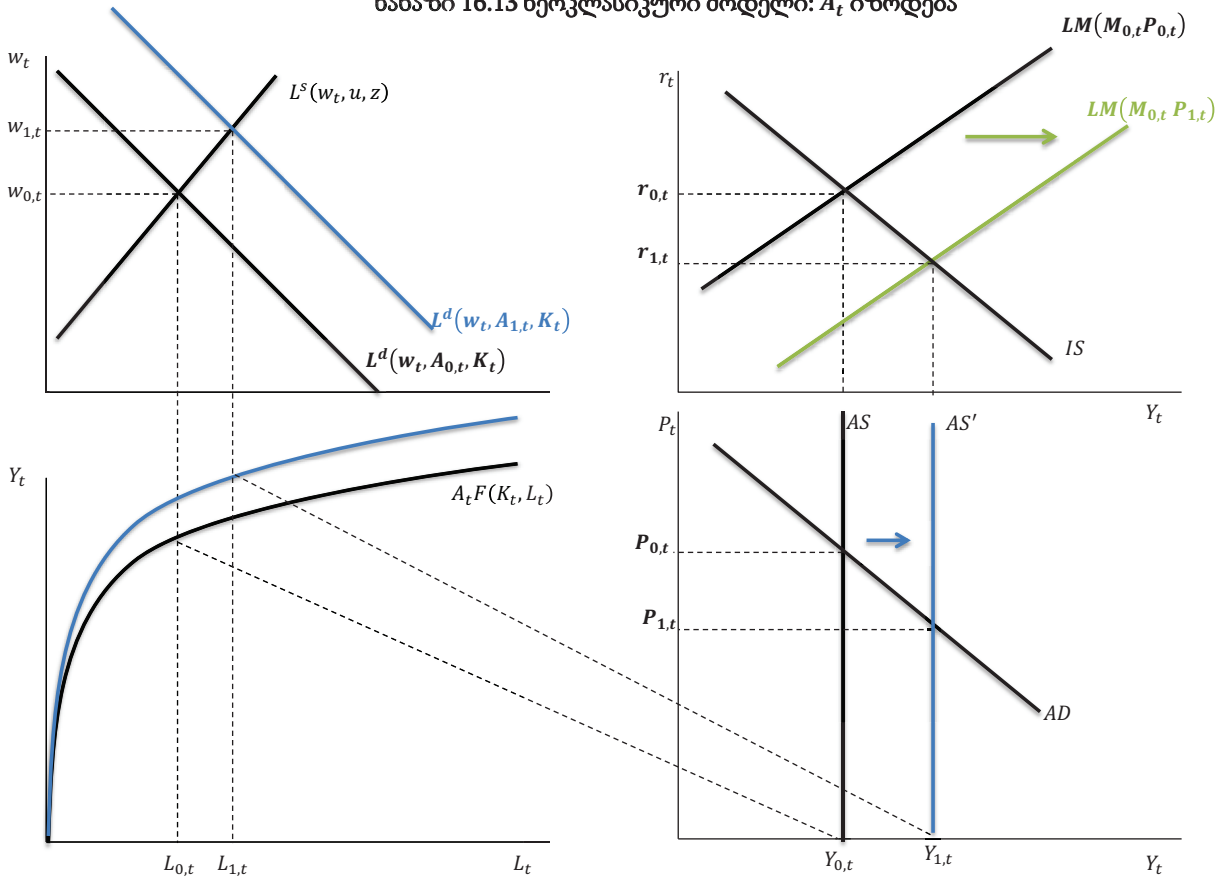 ნახაზი 16.13 ნეოკლასიკური მოდელი: A_t იზრდება
w_t
w_{1,t}
w_{0,t}
L^s(w_t, u, z)
L^d(w_t, A_{1,t}, K_t)
L^d(w_t, A_{0,t}, K_t)
LM(M_{0,t}P_{0,t})
r_t
LM(M_{0,t} P_{1,t})
r_{0,t}
r_{1,t}
IS
Y_t
Y_t
A_tF(K_t, L_t)
L_{0,t}
L_{1,t}
L_t
P_t
AS
AS′
P_{0,t}
P_{1,t}
AD
Y_{0,t}
Y_{1,t}
Y_t